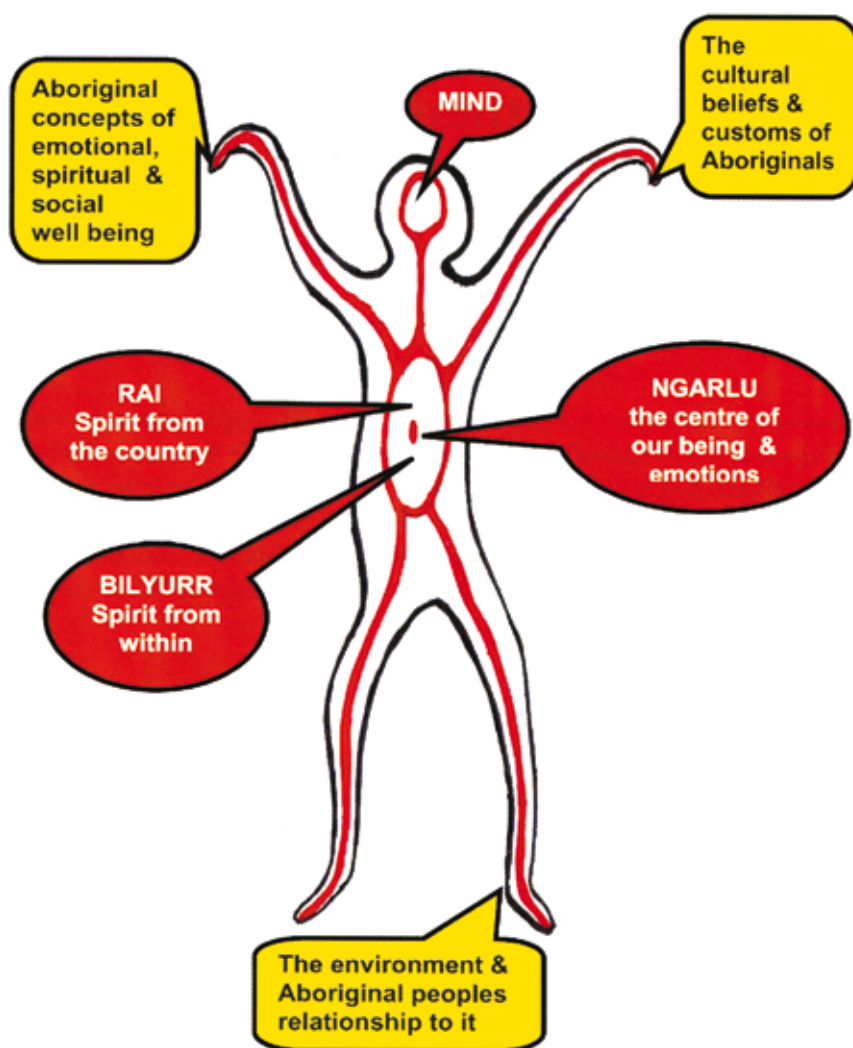 Aboriginal
concepts of
emotional,
spiritual &
social
well being
MIND
The
cultural
beliefs &
customs of
Aboriginals
RAI
Spirit from
the country
NGARLU
the centre of
our being &
emotions
BILYURR
Spirit from
within
The environment &
Aboriginal peoples
relationship to it